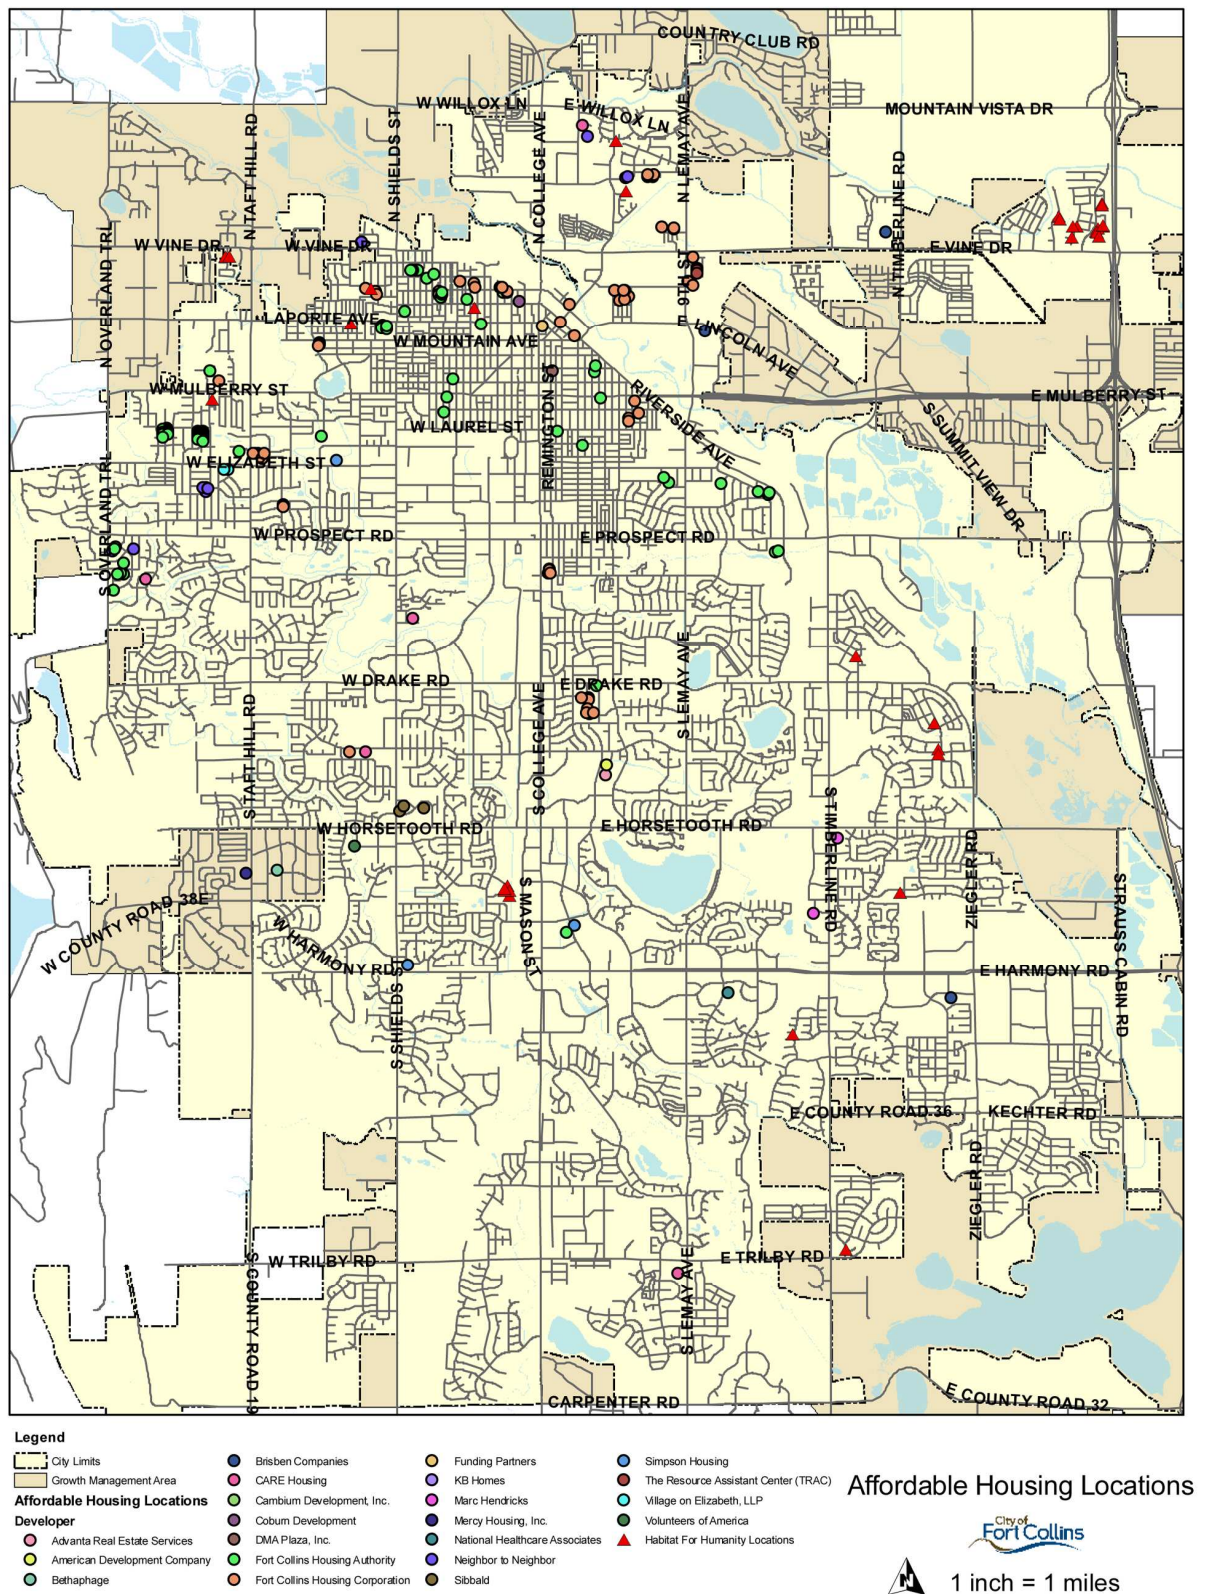 COUNTRY CLUB RD
W WILLOX LN
E WILLOX LN
MOUNTAIN VISTA DR
N TAFT HILL RD
N SHIELDS ST
N COLLEGE AVE
N LEMAY AVE
N TIMBERLINE RD
N OVERLAND TRL
W VINE DR
W VINE DR
E VINE DR
9TH ST
LAPORTE AVE
W MOUNTAIN AVE
E LINCOLN AVE
W MULBERRY ST
REMINGTON ST
RIVERSIDE AVE
E MULBERRY ST
S SUMMIT VIEW DR
W LAUREL ST
W ELIZABETH ST
S OVERLAND TRL
W PROSPECT RD
E PROSPECT RD
W DRAKE RD
E DRAKE RD
S LEMAY AVE
S TAFT HILL RD
S COLLEGE AVE
S TIMBERLINE RD
W HORSETOOTH RD
E HORSETOOTH RD
ZIEGLER RD
STRAUSS CABIN RD
W COUNTY ROAD 38E
W HARMONY RD
S MASON ST
E HARMONY RD
S SHIELDS ST
E COUNTY ROAD 36
KECHTER RD
ZIEGLER RD
W TRILBY RD
E TRILBY RD
S COUNTY ROAD 19
S LEMAY AVE
CARPENTER RD
E COUNTY ROAD 32
Legend
City Limits
Growth Management Area
Affordable Housing Locations
Developer
Advanta Real Estate Services
American Development Company
Bethaphage
Brisben Companies
CARE Housing
Cambium Development, Inc.
Coburn Development
DMA Plaza, Inc.
Fort Collins Housing Authority
Fort Collins Housing Corporation
Funding Partners
KB Homes
Marc Hendricks
Mercy Housing, Inc.
National Healthcare Associates
Neighbor to Neighbor
Sibbald
Simpson Housing
The Resource Assistant Center (TRAC)
Village on Elizabeth, LLP
Volunteers of America
Habitat For Humanity Locations
Affordable Housing Locations
City of
Fort Collins
N
1 inch = 1 miles